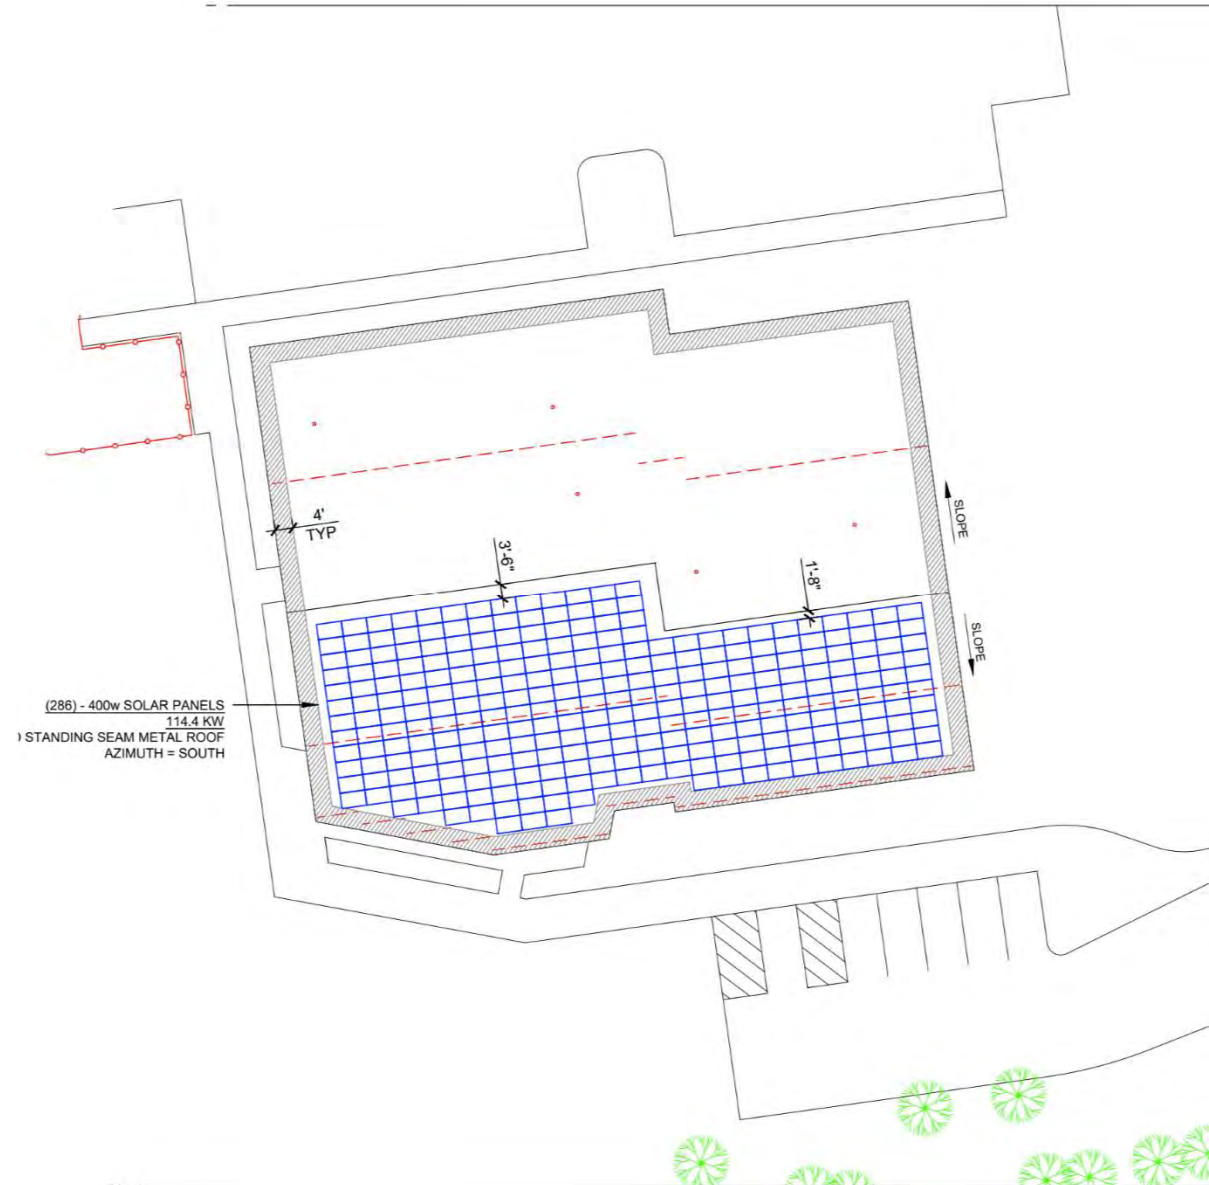 SLOPE
4'
TYP
3'-6"
1'-8"
SLOPE
(286) - 400w SOLAR PANELS
114.4 KW
) STANDING SEAM METAL ROOF
AZIMUTH = SOUTH